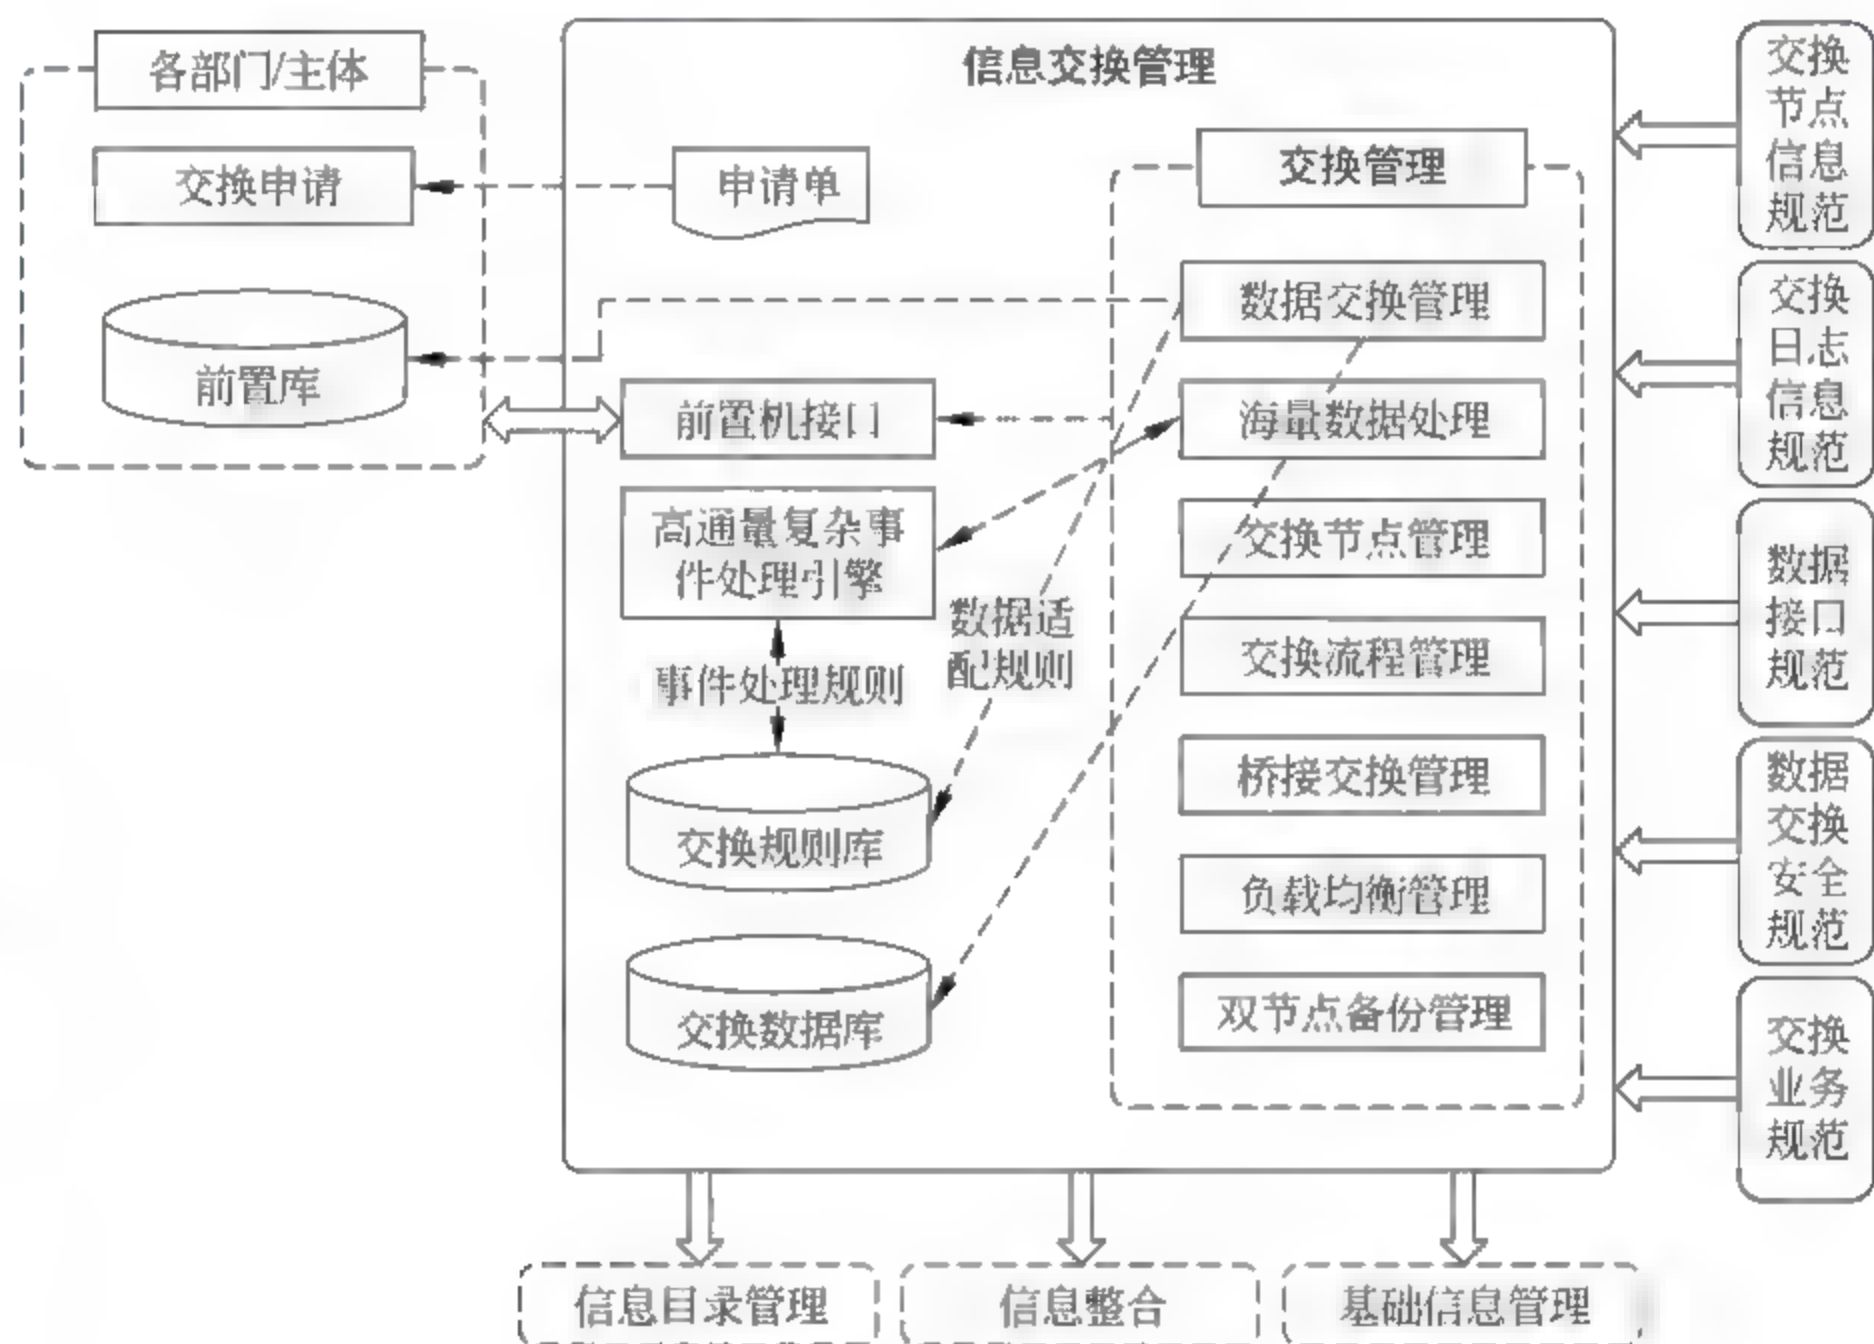 各部门/主体
交换申请
前置库
信息交换管理
申请单
前置机接口
高通量复杂事
件处理引擎
事件处理规则
数据适
配规则
交换规则库
交换数据库
交换管理
数据交换管理
海量数据处理
交换节点管理
交换流程管理
桥接交换管理
负载均衡管理
双节点备份管理
交换
节点
信息
规范
交换
日志
信息
规范
数据
接口
规范
数据
交换
安全
规范
交换
业务
规范
信息目录管理
信息整合
基础信息管理